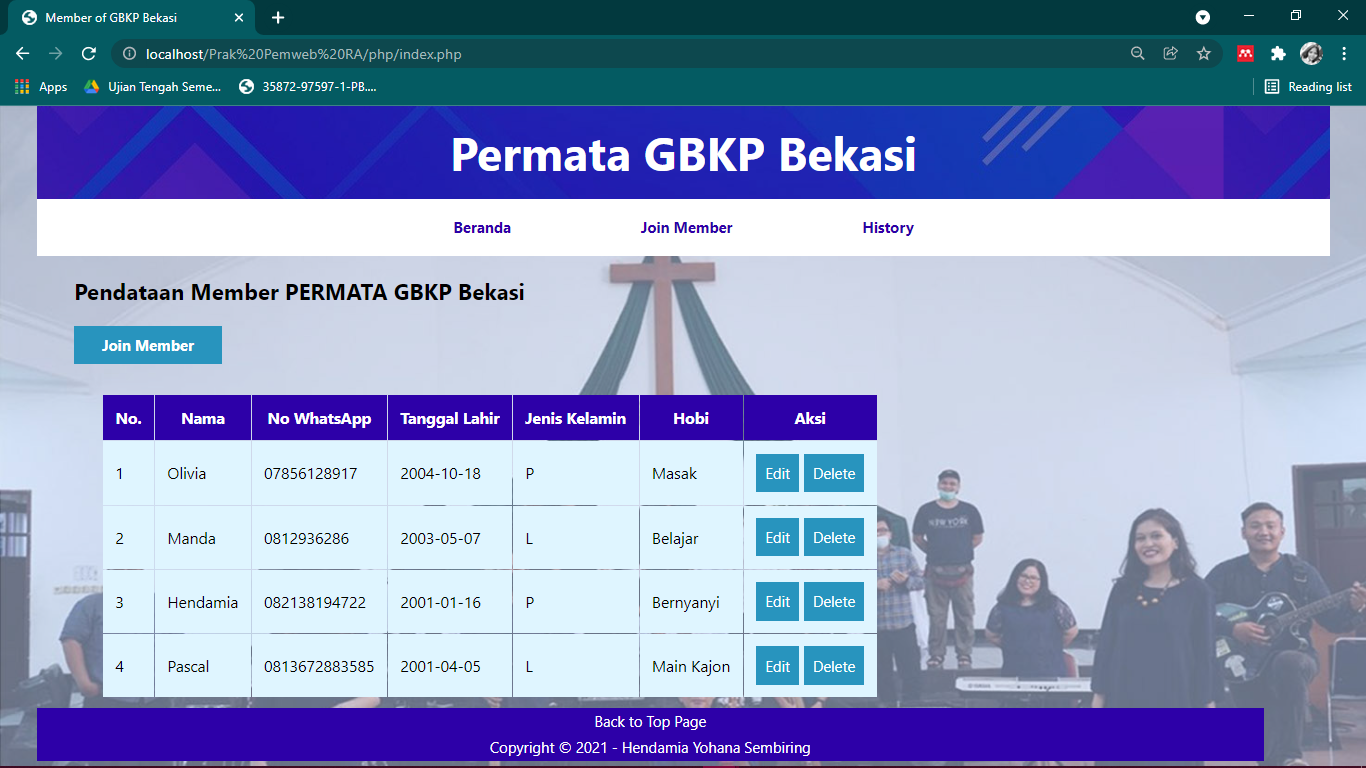 Member of GBKP Bekasi
localhost/Prak%20Pemweb%20RA/php/index.php
Apps Ujian Tengah Seme... 35872-97597-1-PB.... Reading list
Permata GBKP Bekasi
Beranda Join Member History
Pendataan Member PERMATA GBKP Bekasi
Join Member
No. Nama No WhatsApp Tanggal Lahir Jenis Kelamin Hobi Aksi
1 Olivia 07856128917 2004-10-18 P Masak Edit Delete
2 Manda 0812936286 2003-05-07 L Belajar Edit Delete
3 Hendamia 082138194722 2001-01-16 P Bernyanyi Edit Delete
4 Pascal 0813672883585 2001-04-05 L Main Kajon Edit Delete
NEW YORK
Back to Top Page
Copyright © 2021 - Hendamia Yohana Sembiring